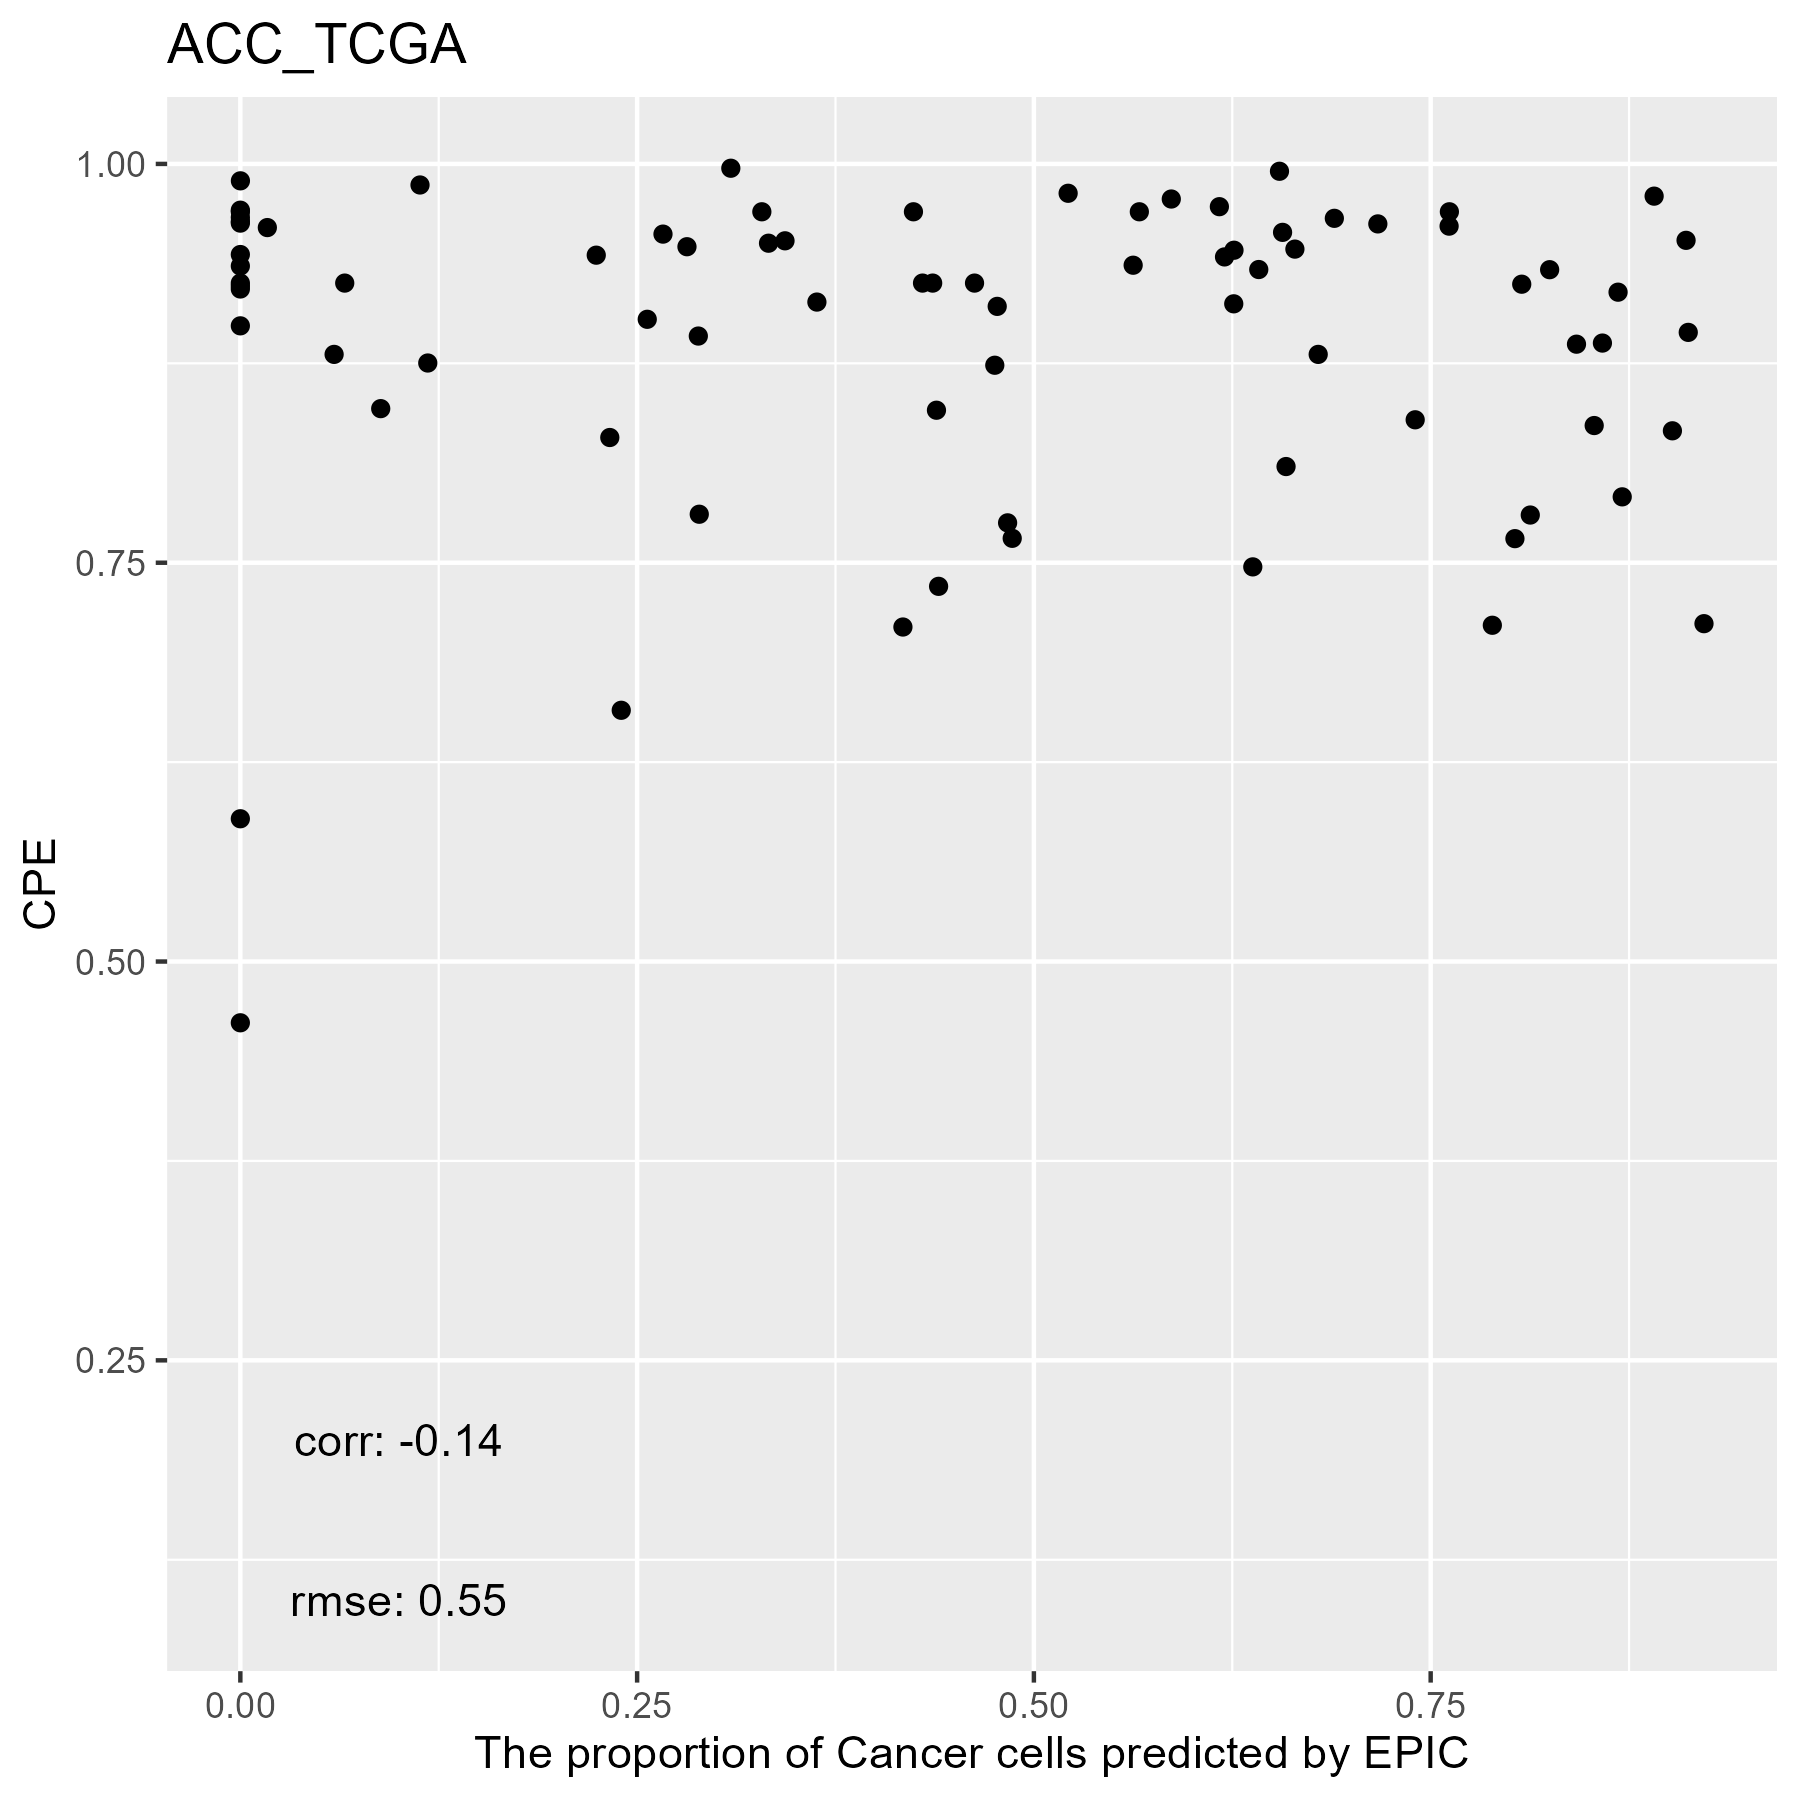 ACC_TCGA
1.00
0.75
0.50
0.25
CPE
corr: -0.14
rmse: 0.55
0.00 0.25 0.50 0.75
The proportion of Cancer cells predicted by EPIC